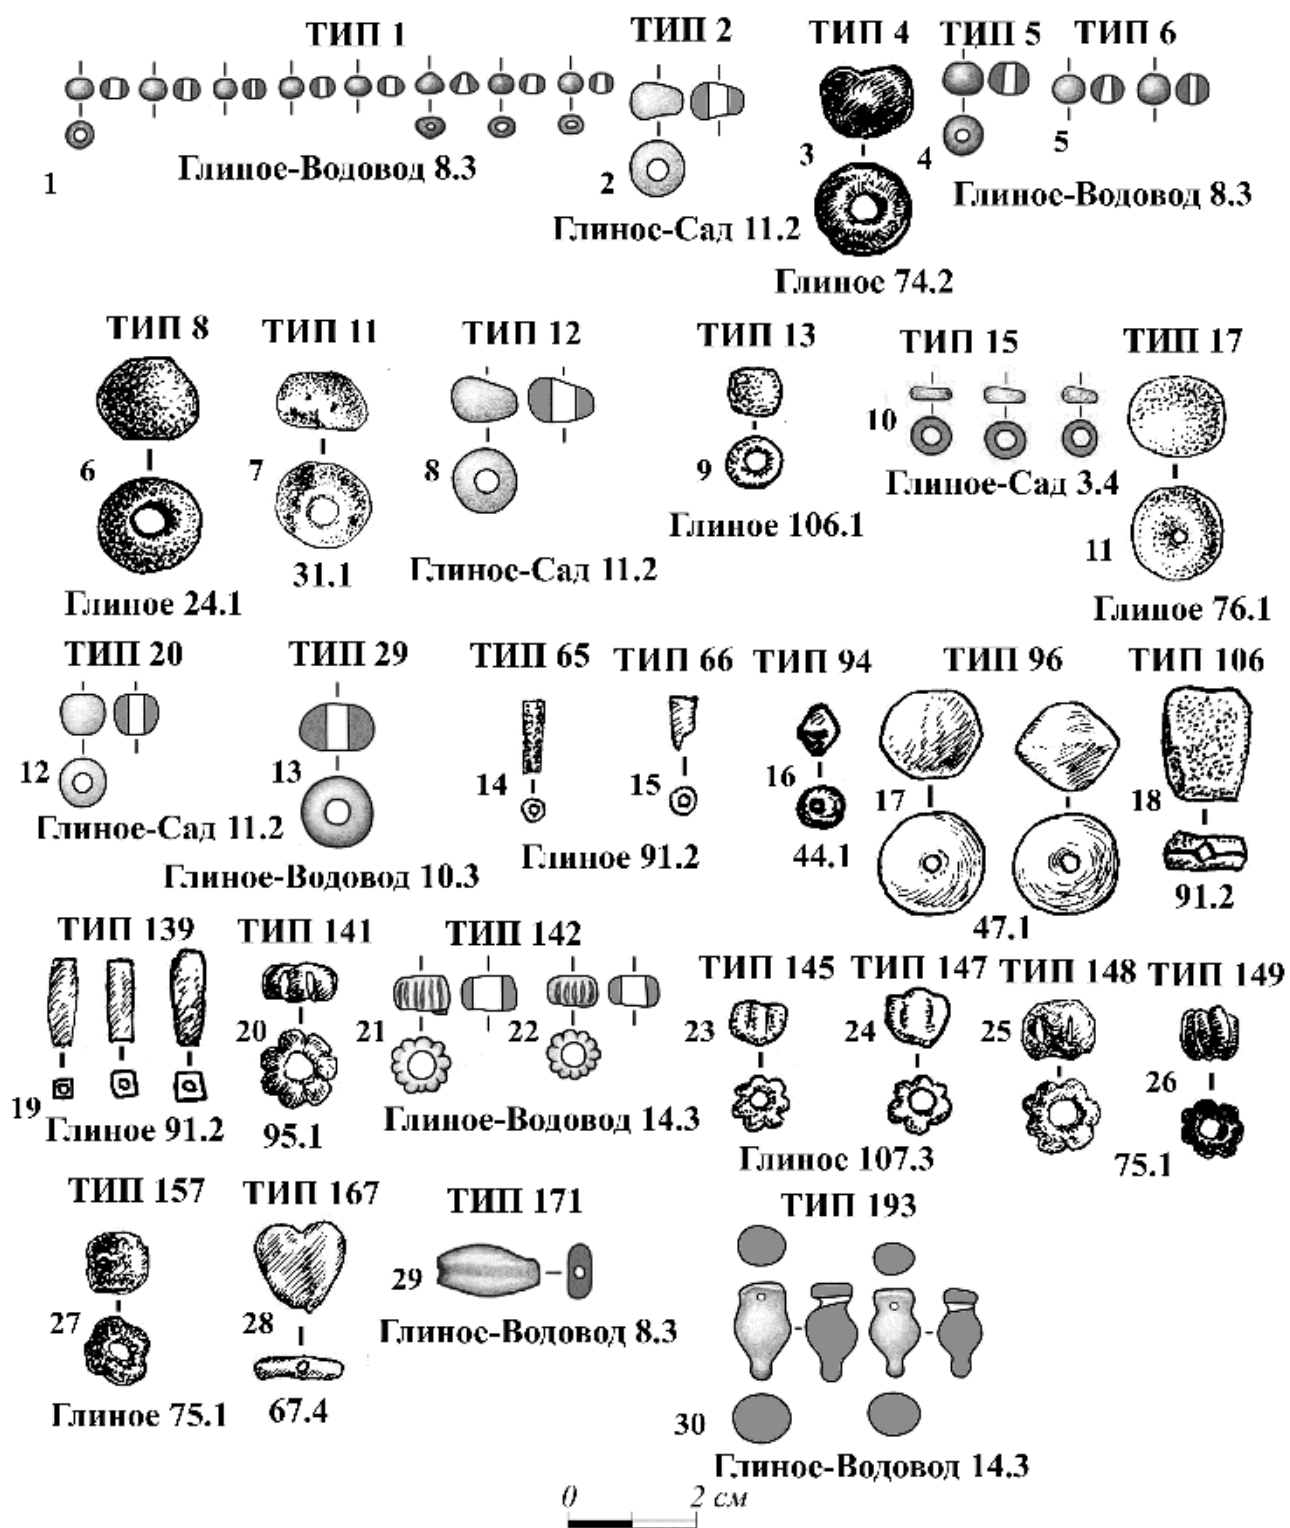 ТИП 1
ТИП 2
ТИП 4
ТИП 5
ТИП 6
1
Глиное-Водовод 8.3
2
Глиное-Сад 11.2
3
Глиное 74.2
4
5
Глиное-Водовод 8.3
ТИП 8
ТИП 11
ТИП 12
ТИП 13
ТИП 15
ТИП 17
6
Глиное 24.1
7
31.1
8
Глиное-Сад 11.2
9
Глиное 106.1
10
Глиное-Сад 3.4
11
Глиное 76.1
ТИП 20
ТИП 29
ТИП 65
ТИП 66
ТИП 94
ТИП 96
ТИП 106
12
Глиное-Сад 11.2
13
Глиное-Водовод 10.3
14
15
Глиное 91.2
16
44.1
17
47.1
18
91.2
ТИП 139
ТИП 141
ТИП 142
ТИП 145
ТИП 147
ТИП 148
ТИП 149
19
Глиное 91.2
20
95.1
21
22
Глиное-Водовод 14.3
23
24
Глиное 107.3
25
26
75.1
ТИП 157
ТИП 167
ТИП 171
ТИП 193
27
Глиное 75.1
28
67.4
29
Глиное-Водовод 8.3
30
Глиное-Водовод 14.3
0 2 см